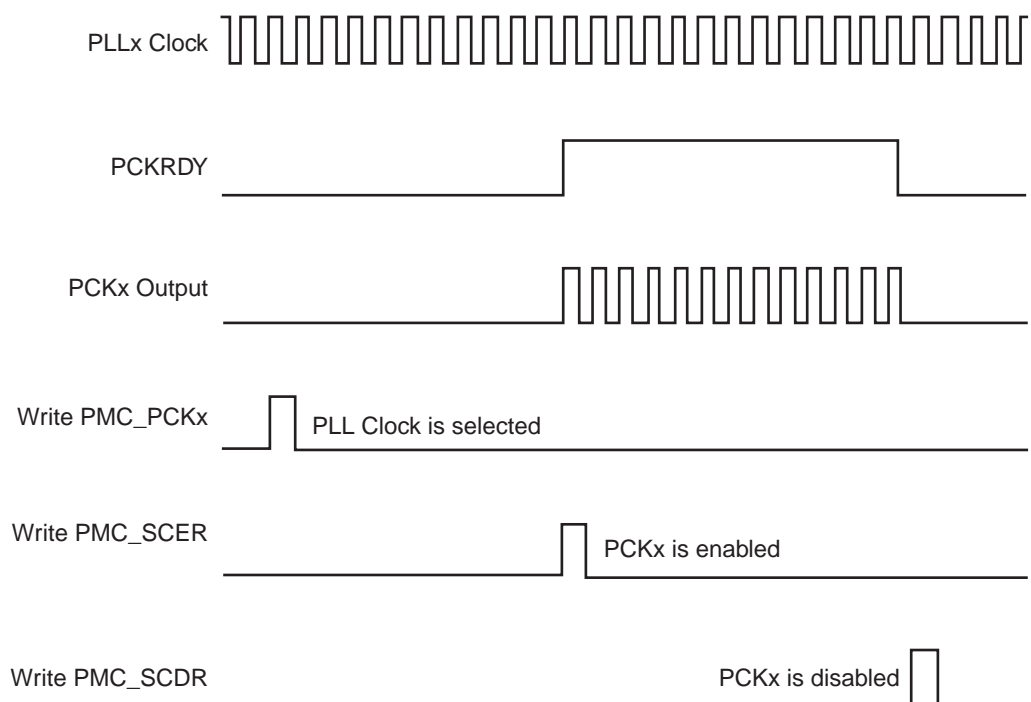 PLLx Clock
PCKRDY
PCKx Output
Write PMC_PCKx
PLL Clock is selected
Write PMC_SCER
PCKx is enabled
Write PMC_SCDR
PCKx is disabled